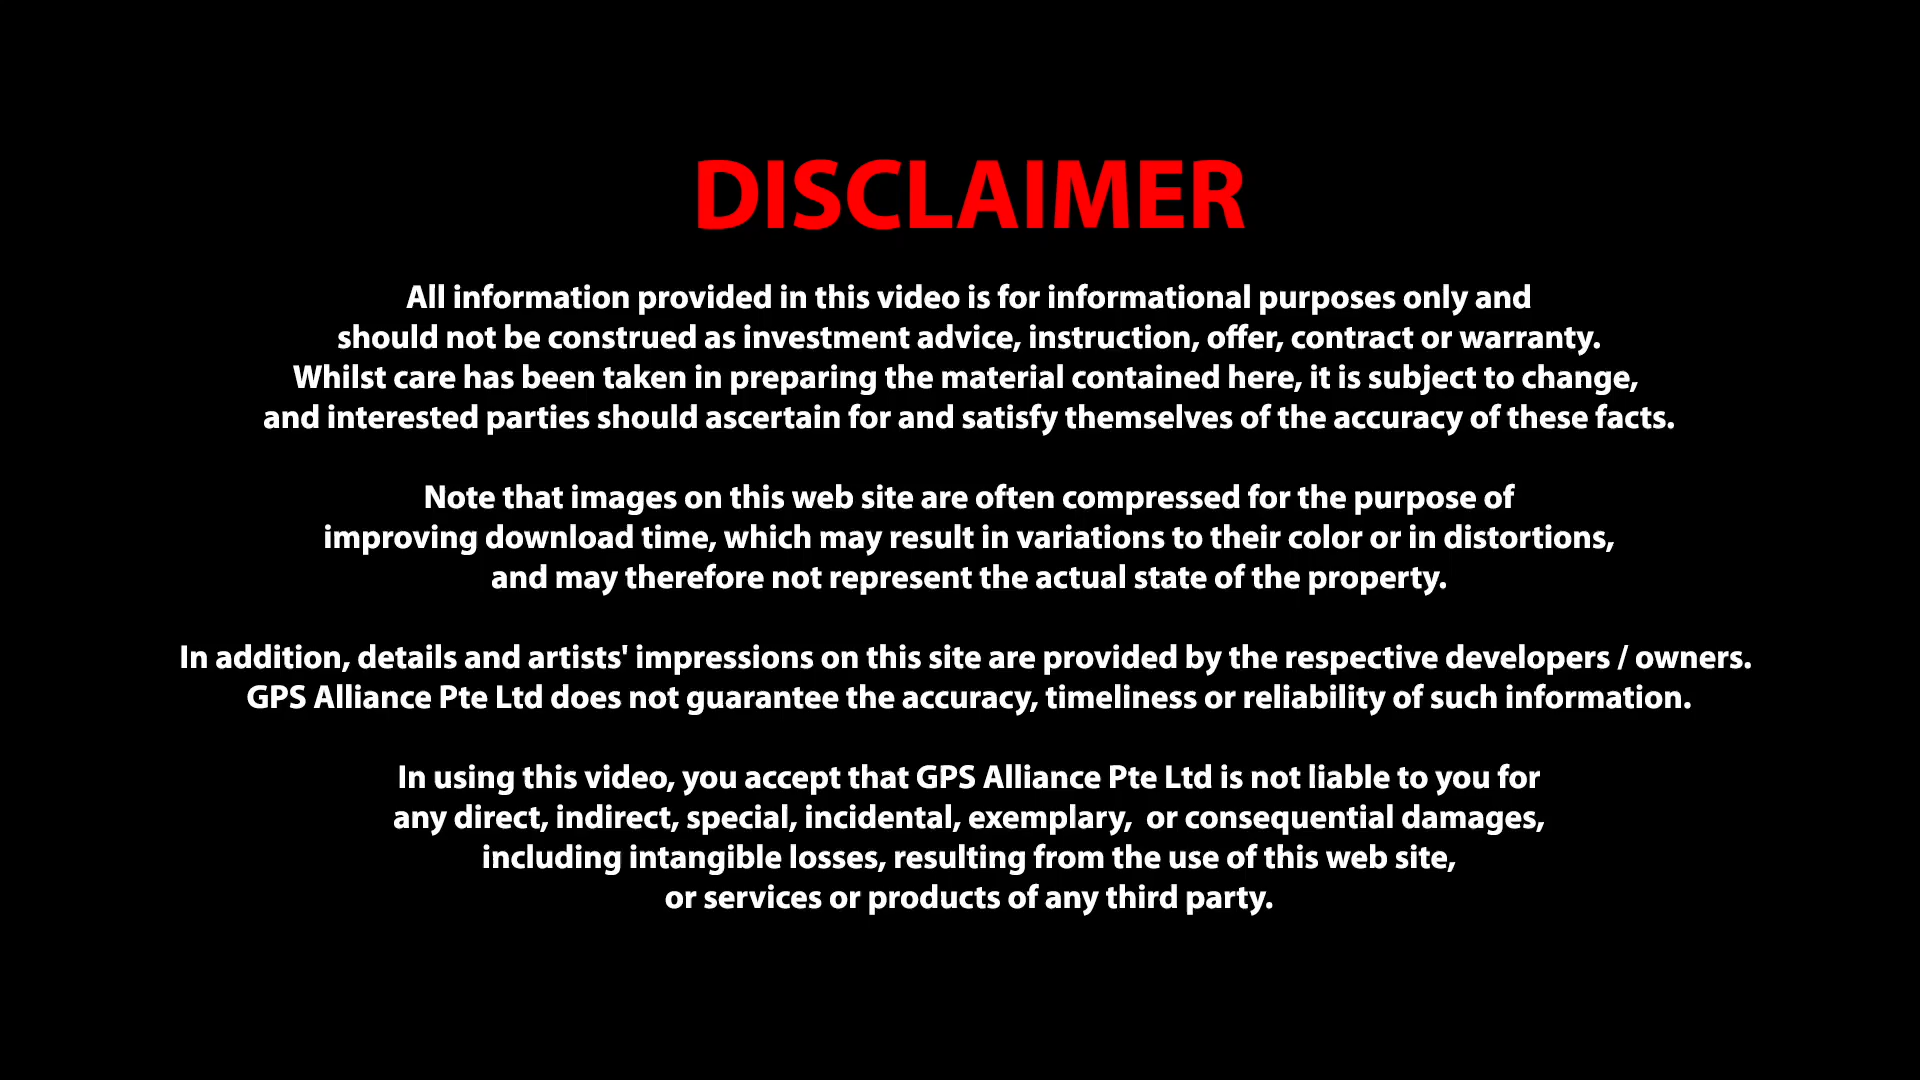 DISCLAIMER
All information provided in this video is for informational purposes only and
should not be construed as investment advice, instruction, offer, contract or warranty.
Whilst care has been taken in preparing the material contained here, it is subject to change,
and interested parties should ascertain for and satisfy themselves of the accuracy of these facts.
Note that images on this web site are often compressed for the purpose of
improving download time, which may result in variations to their color or in distortions,
and may therefore not represent the actual state of the property.
In addition, details and artists' impressions on this site are provided by the respective developers / owners.
GPS Alliance Pte Ltd does not guarantee the accuracy, timeliness or reliability of such information.
In using this video, you accept that GPS Alliance Pte Ltd is not liable to you for
any direct, indirect, special, incidental, exemplary,  or consequential damages,
including intangible losses, resulting from the use of this web site,
or services or products of any third party.